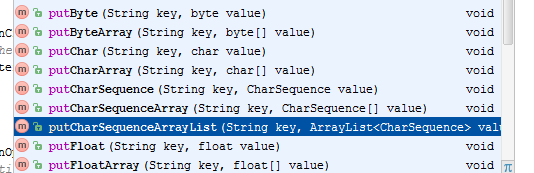 m putByte (String key, byte value) void
m putByteArray (String key, byte[] value) void
m putChar (String key, char value) void
m putCharArray (String key, char[] value) void
m putCharSequence (String key, CharSequence value) void
m putCharSequenceArray (String key, CharSequence[] value) void
m putCharSequenceArrayList (String key, ArrayList<CharSequence> valu
m putFloat (String key, float value) void
m putFloatArray (String key, float[] value) void
π